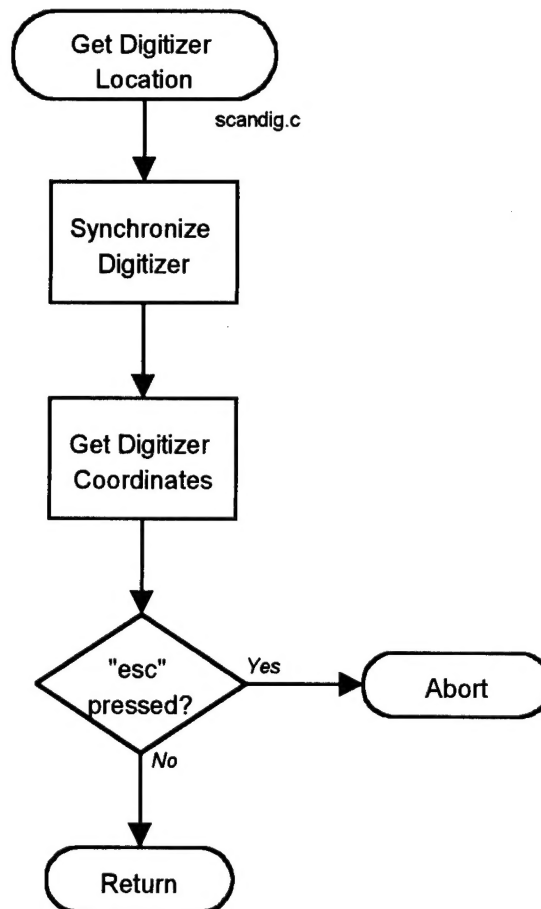 Get Digitizer
Location
scandig.c
Synchronize
Digitizer
Get Digitizer
Coordinates
"esc"
pressed?
Yes
Abort
No
Return